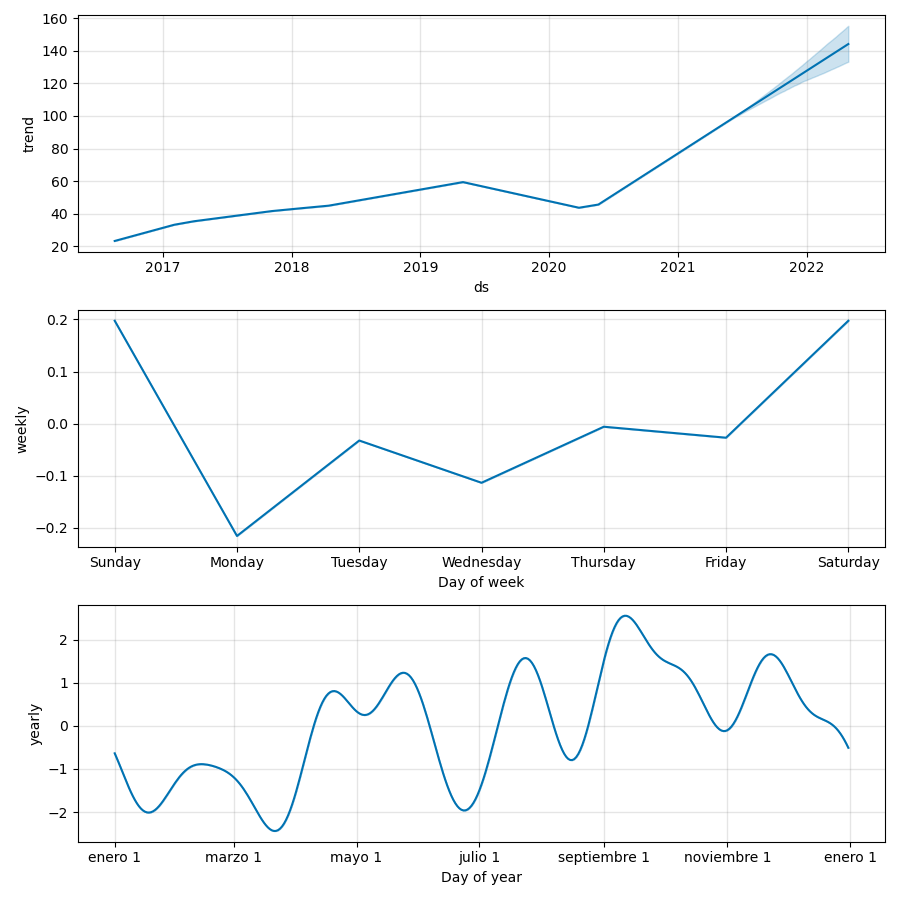 160
140
120
100
80
60
40
20
trend
2017 2018 2019 2020 2021 2022
ds
0.2
0.1
0.0
−0.1
−0.2
weekly
Sunday Monday Tuesday Wednesday Thursday Friday Saturday
Day of week
2
1
0
−1
−2
yearly
enero 1 marzo 1 mayo 1 julio 1 septiembre 1 noviembre 1 enero 1
Day of year